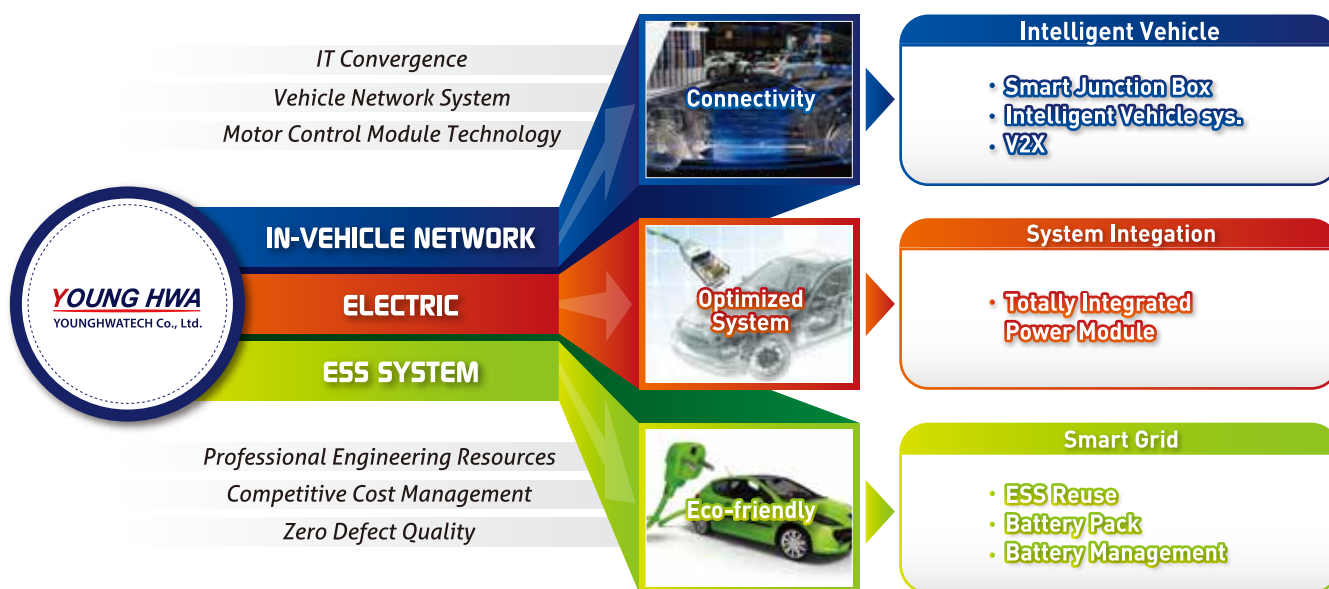 IT Convergence
Vehicle Network System
Motor Control Module Technology
YOUNG HWA
YOUNGHWATECH Co., Ltd.
IN-VEHICLE NETWORK
ELECTRIC
ESS SYSTEM
Professional Engineering Resources
Competitive Cost Management
Zero Defect Quality
Connectivity
Optimized
System
Eco-friendly
Intelligent Vehicle
· Smart Junction Box
· Intelligent Vehicle sys.
· V2X
System Integation
· Totally Integrated
Power Module
Smart Grid
· ESS Reuse
· Battery Pack
· Battery Management